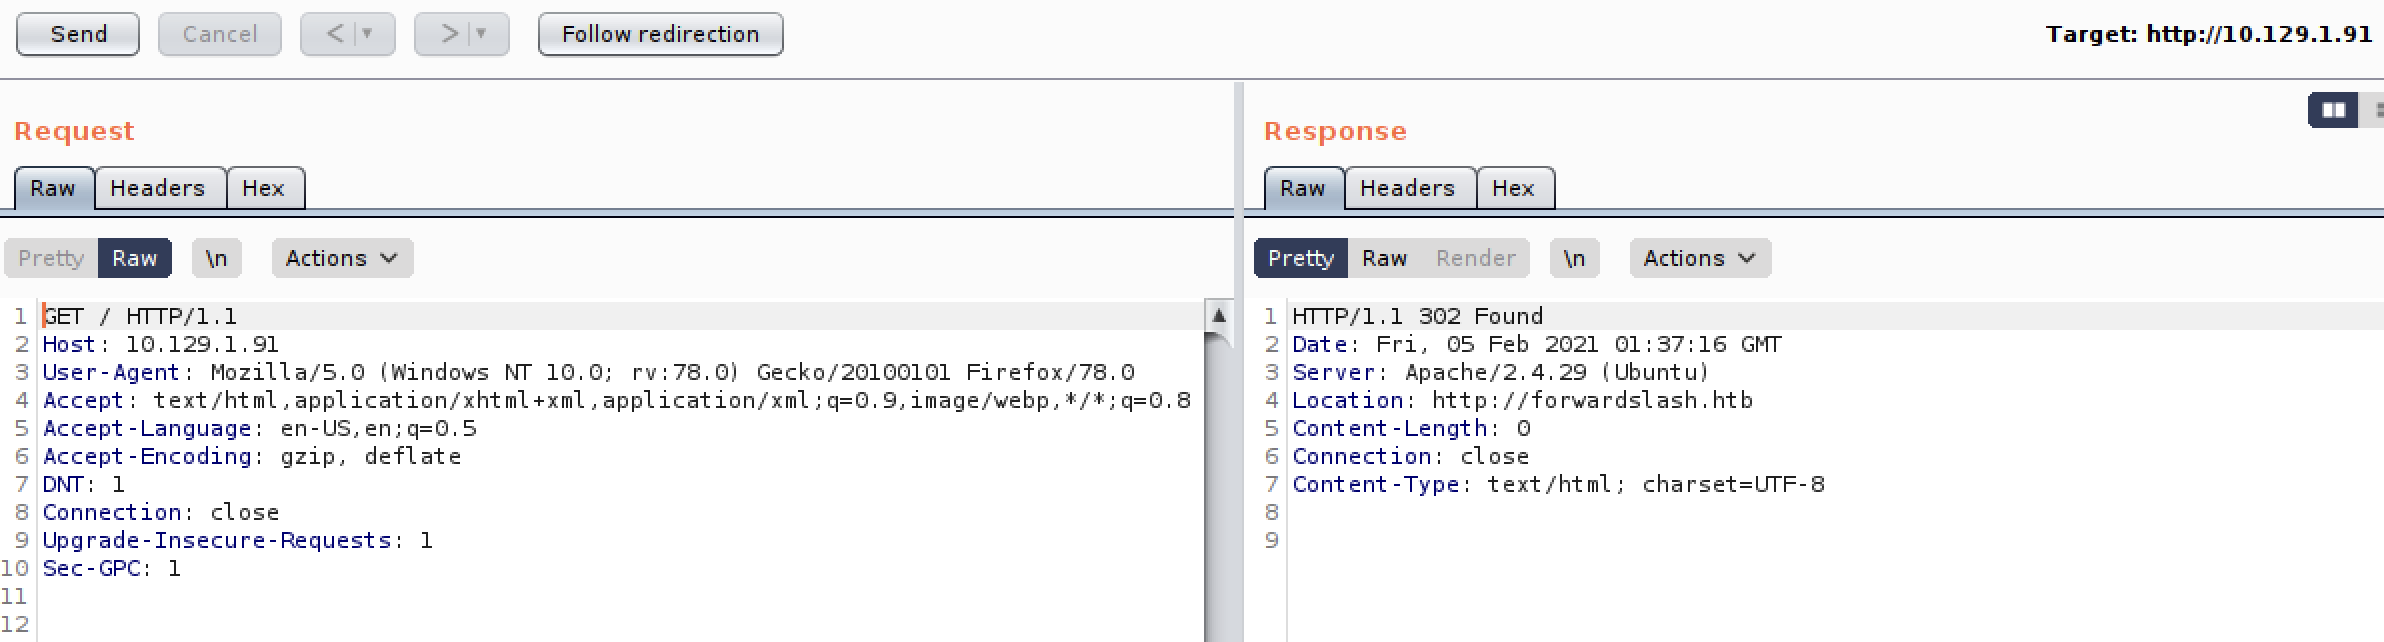 Send Cancel < > Follow redirection Target: http://10.129.1.91
Request
Raw Headers Hex
Pretty Raw \n Actions
1 GET / HTTP/1.1
2 Host: 10.129.1.91
3 User-Agent: Mozilla/5.0 (Windows NT 10.0; rv:78.0) Gecko/20100101 Firefox/78.0
4 Accept: text/html,application/xhtml+xml,application/xml;q=0.9,image/webp,*/*;q=0.8
5 Accept-Language: en-US,en;q=0.5
6 Accept-Encoding: gzip, deflate
7 DNT: 1
8 Connection: close
9 Upgrade-Insecure-Requests: 1
10 Sec-GPC: 1
11
12
Response
Raw Headers Hex
Pretty Raw Render \n Actions
1 HTTP/1.1 302 Found
2 Date: Fri, 05 Feb 2021 01:37:16 GMT
3 Server: Apache/2.4.29 (Ubuntu)
4 Location: http://forwardslash.htb
5 Content-Length: 0
6 Connection: close
7 Content-Type: text/html; charset=UTF-8
8
9